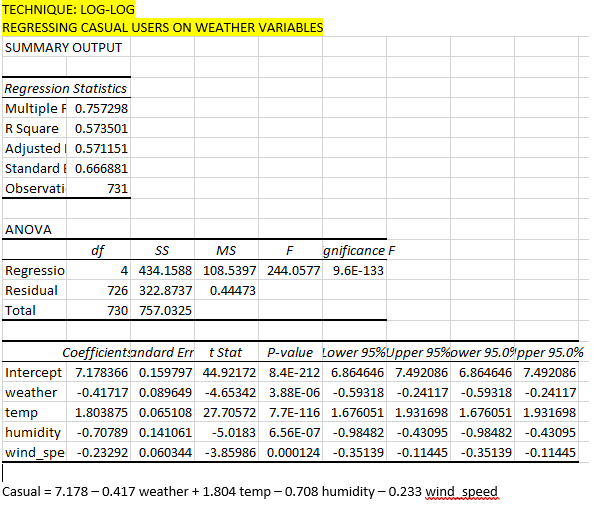 TECHNIQUE: LOG-LOG
REGRESSING CASUAL USERS ON WEATHER VARIABLES
SUMMARY OUTPUT
Regression Statistics
Multiple R 0.757298
R Square 0.573501
Adjusted 0.571151
Standard E 0.666881
Observati 731
ANOVA
df SS MS F gnificance F
Regressio 4 434.1588 108.5397 244.0577 9.6E-133
Residual 726 322.8737 0.44473
Total 730 757.0325
Coefficients andard Err t Stat P-value Lower 95% Upper 95% ower 95.0% pper 95.0%
Intercept 7.178366 0.159797 44.92172 8.4E-212 6.864646 7.492086 6.864646 7.492086
weather -0.41717 0.089649 -4.65342 3.88E-06 -0.59318 -0.24117 -0.59318 -0.24117
temp 1.803875 0.065108 27.70572 7.7E-116 1.676051 1.931698 1.676051 1.931698
humidity -0.70789 0.141061 -5.0183 6.56E-07 -0.98482 -0.43095 -0.98482 -0.43095
wind_spe -0.23292 0.060344 -3.85986 0.000124 -0.35139 -0.11445 -0.35139 -0.11445
Casual = 7.178 – 0.417 weather + 1.804 temp – 0.708 humidity – 0.233 wind_speed